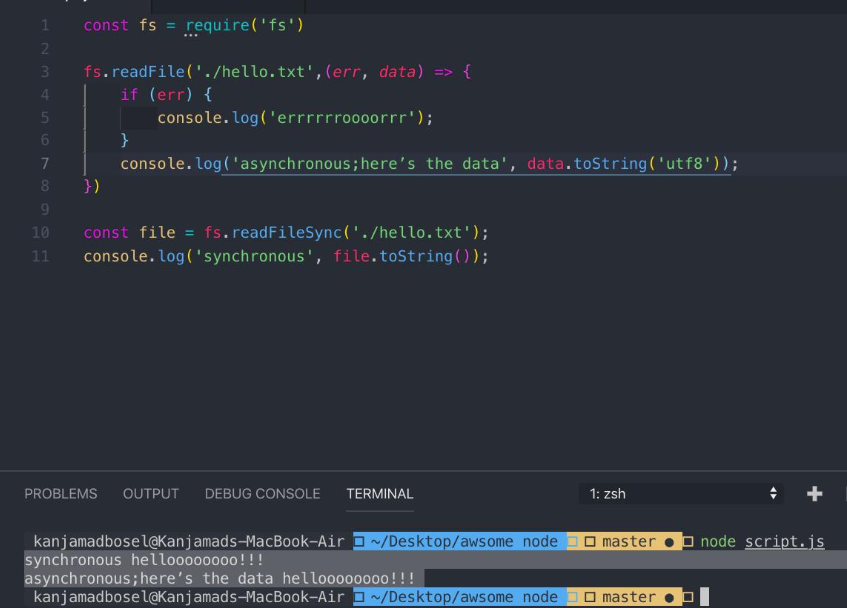 1 const fs = require('fs')
2
3 fs.readFile('./hello.txt',(err, data) => {
4 if (err) {
5 console.log('errrrrroooorrr');
6 }
7 console.log('asynchronous;here’s the data', data.toString('utf8'));
8 })
9
10 const file = fs.readFileSync('./hello.txt');
11 console.log('synchronous', file.toString());
PROBLEMS OUTPUT DEBUG CONSOLE TERMINAL 1: zsh
kanjamadbosel@Kanjamads-MacBook-Air ~/Desktop/awsome node master ● node script.js
synchronous helloooooooo!!!
asynchronous;here’s the data helloooooooo!!!
kanjamadbosel@Kanjamads-MacBook-Air ~/Desktop/awsome node master ●